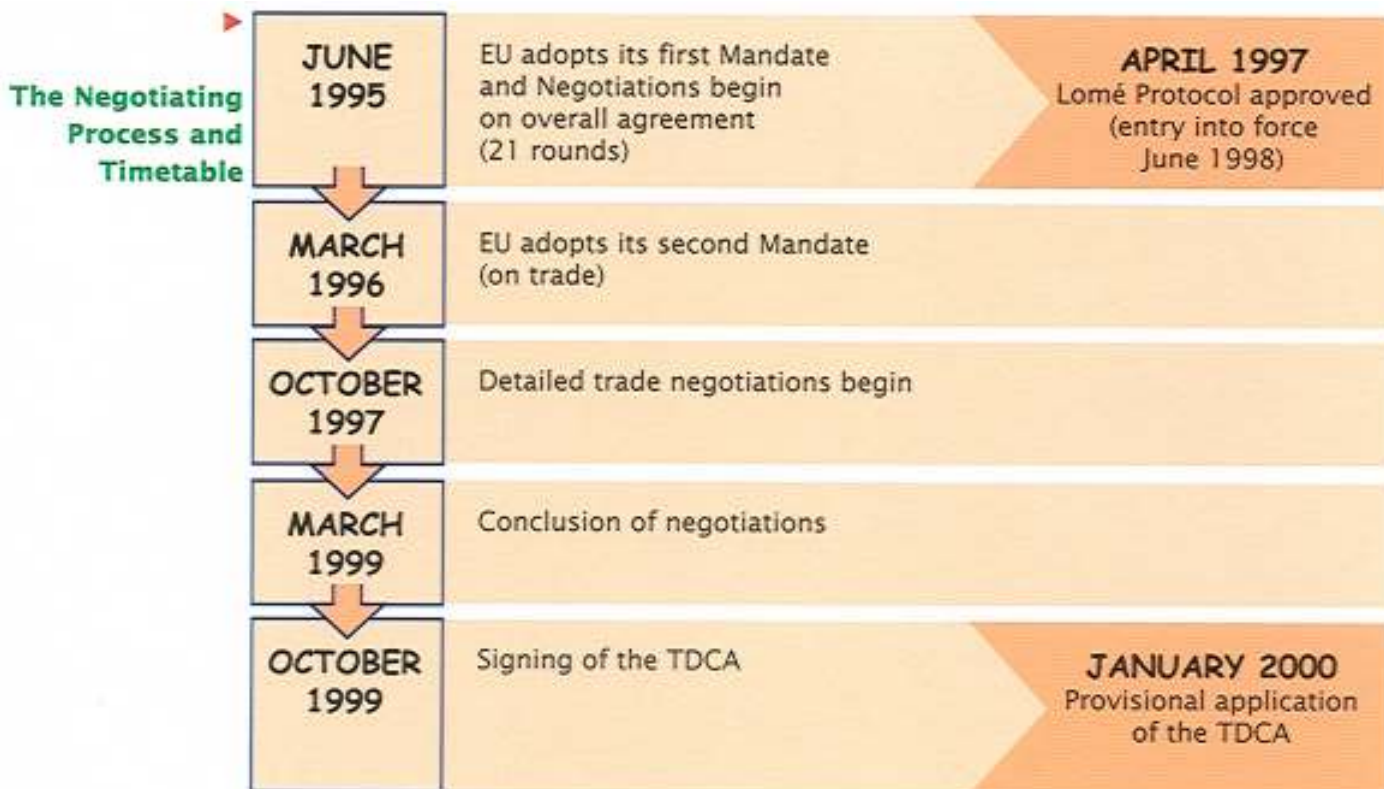 The Negotiating
Process and
Timetable
JUNE
1995
EU adopts its first Mandate
and Negotiations begin
on overall agreement
(21 rounds)
APRIL 1997
Lomé Protocol approved
(entry into force
June 1998)
MARCH
1996
EU adopts its second Mandate
(on trade)
OCTOBER
1997
Detailed trade negotiations begin
MARCH
1999
Conclusion of negotiations
OCTOBER
1999
Signing of the TDCA
JANUARY 2000
Provisional application
of the TDCA